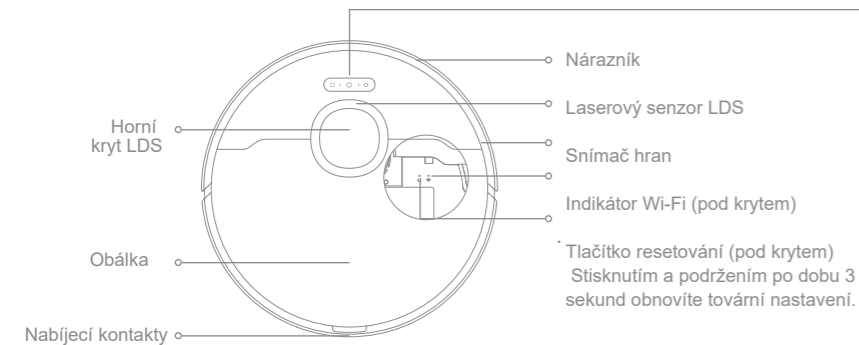 Nárazník
Laserový senzor LDS
Horní
kryt LDS
Snímač hran
Indikátor Wi-Fi (pod krytem)
Tlačítko resetování (pod krytem)
Stisknutím a podržením po dobu 3
sekund obnovíte tovární nastavení.
Obálka
Nabíjecí kontakty